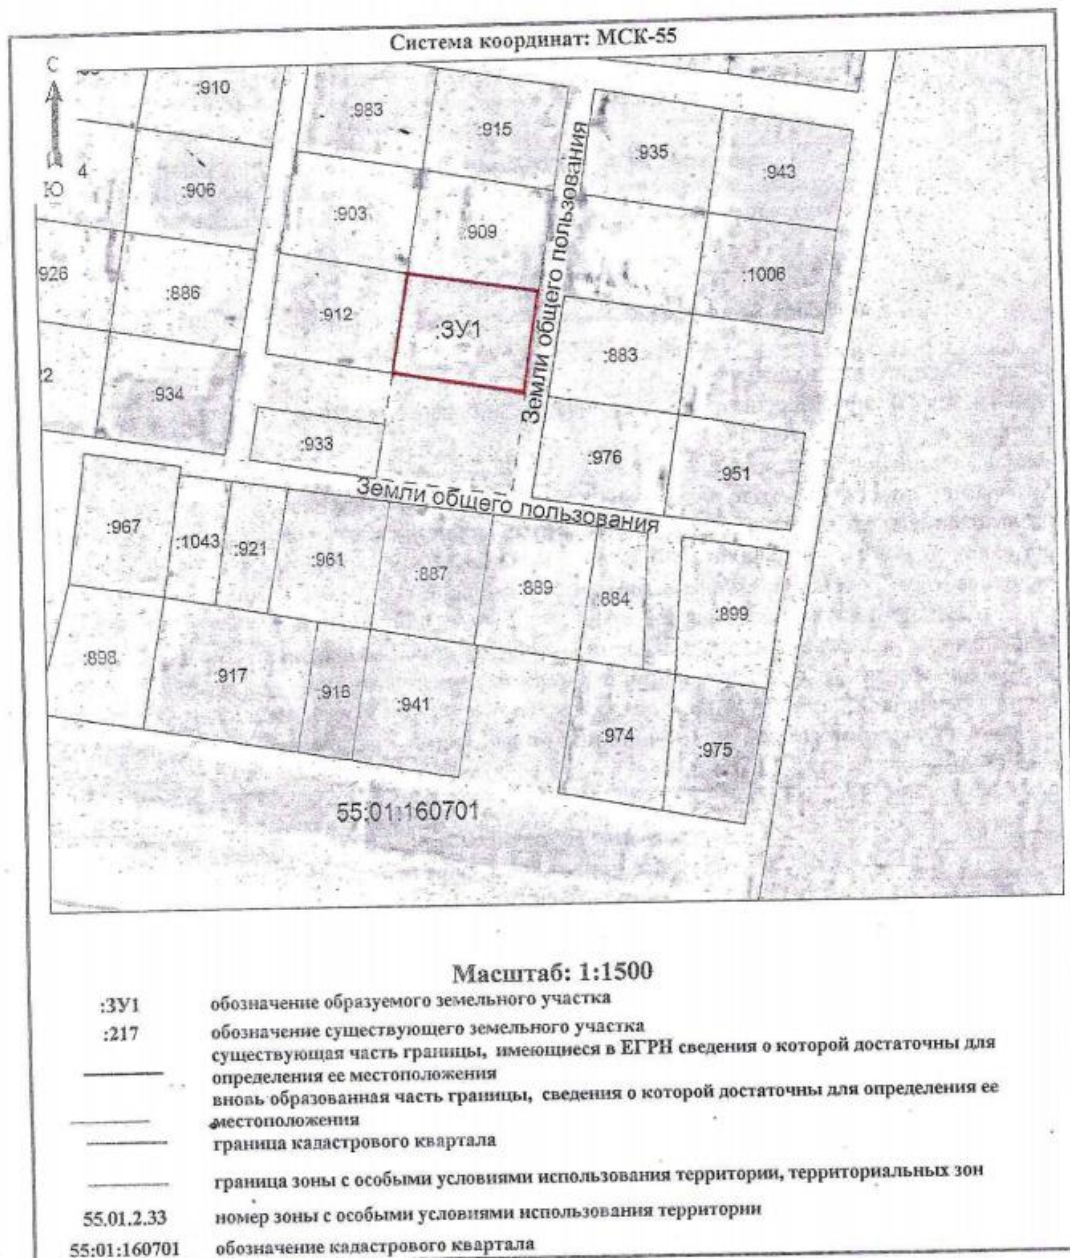 Система координат: МСК-55
С
Ю
:910
:983
:915
:935
:943
4
:906
:903
:909
Земли общего пользования
:1006
926
:886
:912
:ЗУ1
:883
:2
:934
:933
:976
:951
Земли общего пользования
:967
:1043
:921
:961
:887
:889
:884
:899
:898
:917
:916
:941
:974
:975
55:01:160701
Масштаб: 1:1500
:ЗУ1 обозначение образуемого земельного участка
:217 обозначение существующего земельного участка
существующая часть границы, имеющиеся в ЕГРН сведения о которой достаточны для
определения ее местоположения
вновь образованная часть границы, сведения о которой достаточны для определения ее
местоположения
граница кадастрового квартала
граница зоны с особыми условиями использования территории, территориальных зон
55.01.2.33 номер зоны с особыми условиями использования территории
55:01:160701 обозначение кадастрового квартала